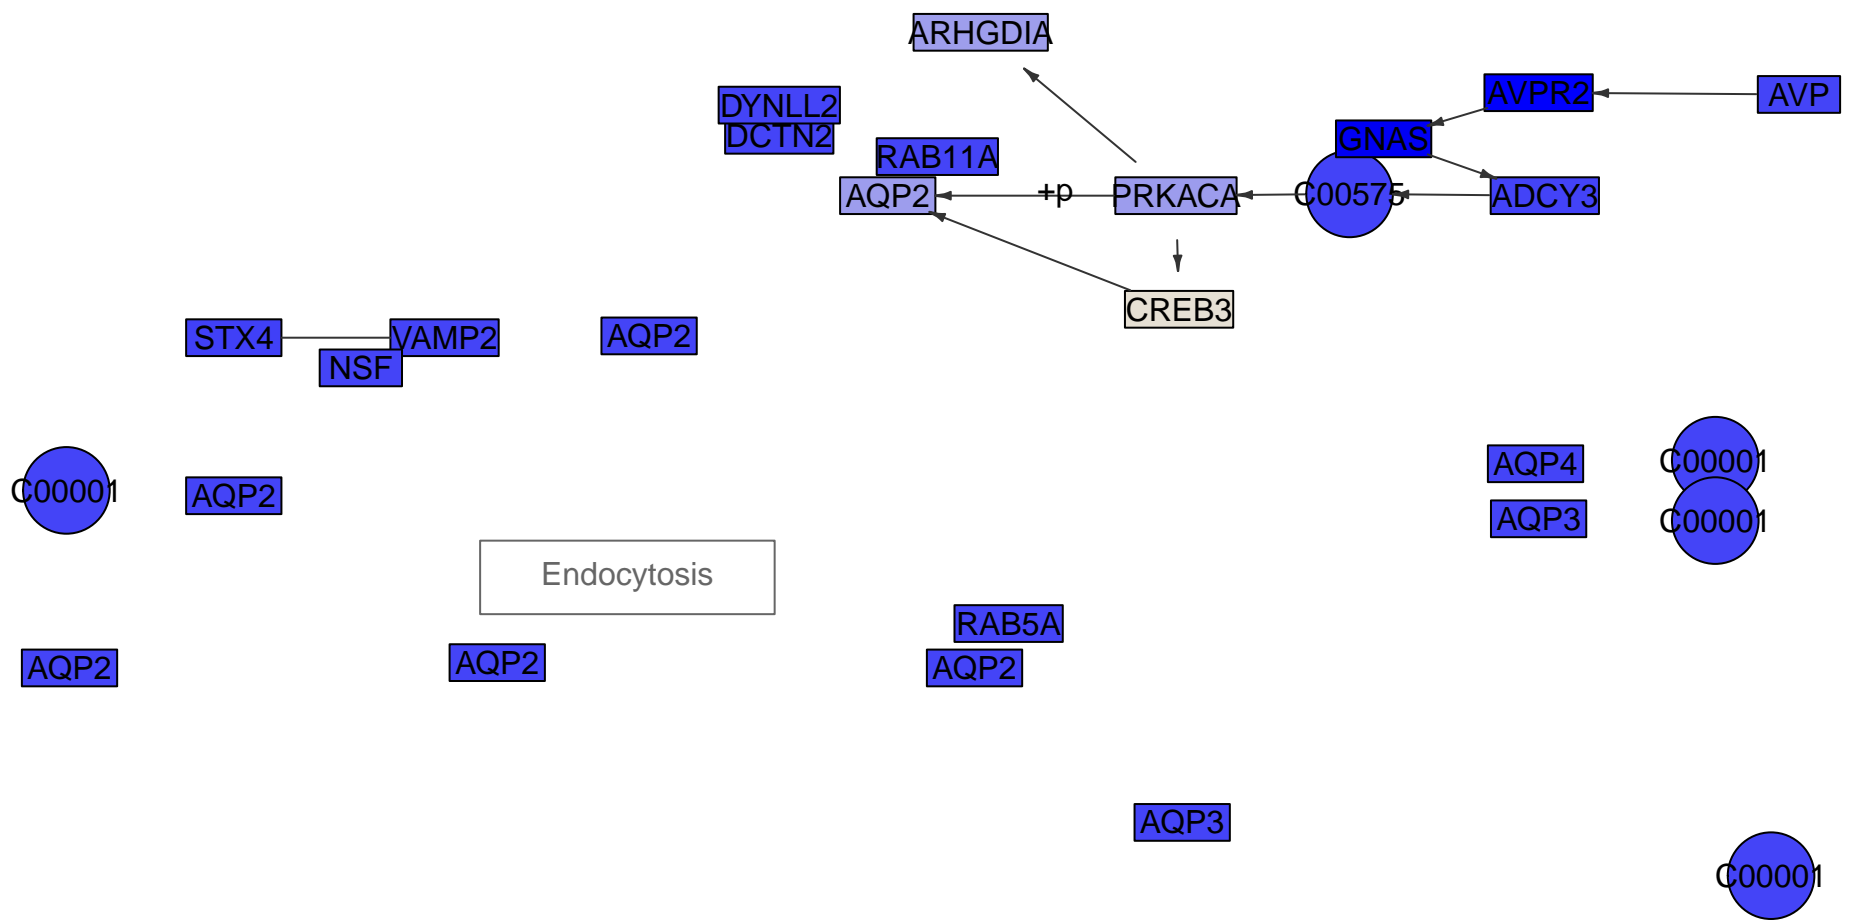 ARHGDIA
DYNLL2
AVPR2
AVP
DCTN2
GNAS
RAB11A
AQP2
+p
PRKACA
C00575
ADCY3
CREB3
STX4
VAMP2
AQP2
NSF
C00001
AQP2
AQP4
C00001
AQP3
C00001
Endocytosis
RAB5A
AQP2
AQP2
AQP2
AQP3
C00001